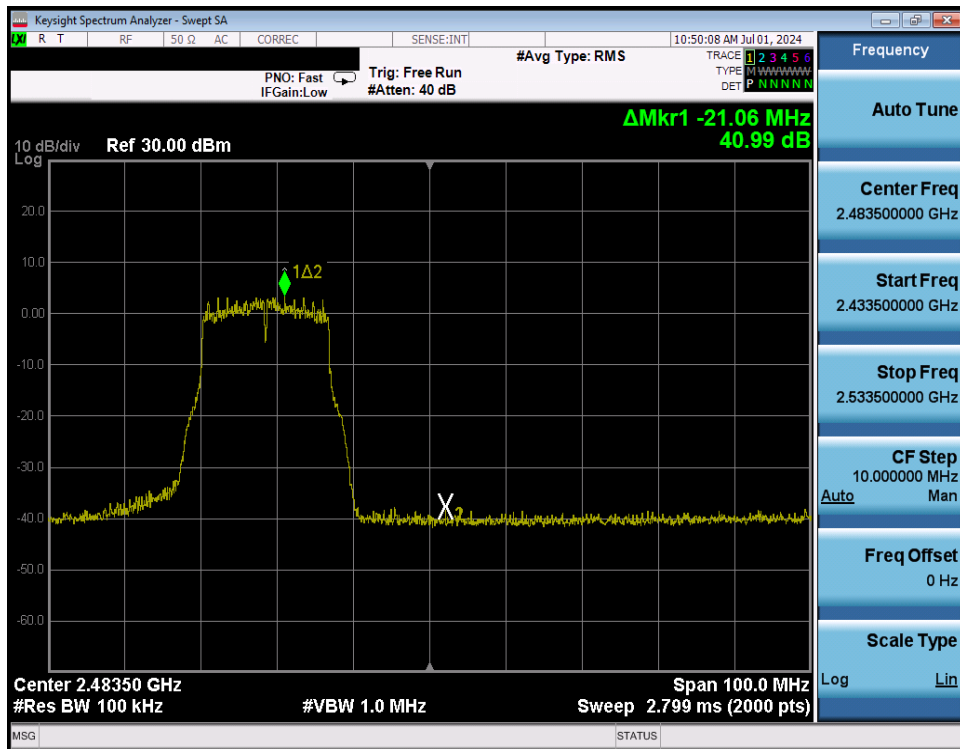 Keysight Spectrum Analyzer - Swept SA
LXI R T RF 50 Ω AC CORREC SENSE:INT 10:50:08 AM Jul 01, 2024
#Avg Type: RMS
PNO: Fast
IFGain:Low
Trig: Free Run
#Atten: 40 dB
TRACE 1 2 3 4 5 6
TYPE M W W W W W
DET P N N N N N
ΔMkr1 -21.06 MHz
40.99 dB
10 dB/div Ref 30.00 dBm
Log
20.0
10.0
0.00
-10.0
-20.0
-30.0
-40.0
-50.0
-60.0
1Δ2
2
Center 2.48350 GHz Span 100.0 MHz
#Res BW 100 kHz #VBW 1.0 MHz Sweep 2.799 ms (2000 pts)
MSG STATUS
Frequency
Auto Tune
Center Freq
2.483500000 GHz
Start Freq
2.433500000 GHz
Stop Freq
2.533500000 GHz
CF Step
10.000000 MHz
Auto Man
Freq Offset
0 Hz
Scale Type
Log Lin